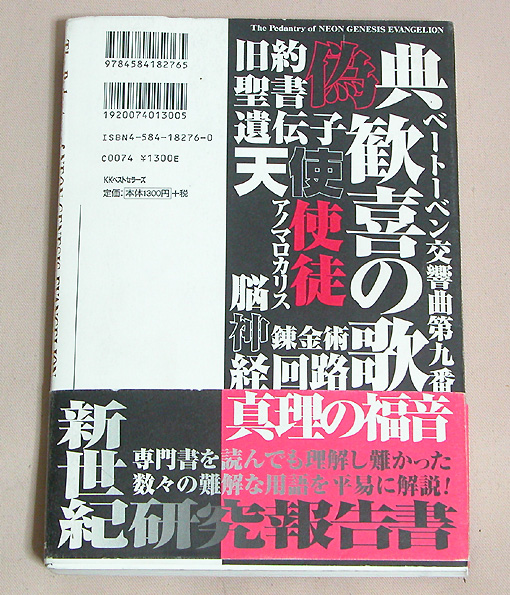 The Pedantry of NEON GENESIS EVANGELION
9784584182765
1920074013005
ISBN4-584-18276-0
C0074 ¥1300E
KKベストセラーズ
定価:本体1300円+税
ベートーベン交響曲第九番
典歓喜の歌
偽
使
使徒
旧約聖書
遺伝子
天
アノマロカリス
脳神経回路
錬金術
真理の福音
新世紀研究報告書
専門書を読んでも理解し難かった
数々の難解な用語を平易に解説!